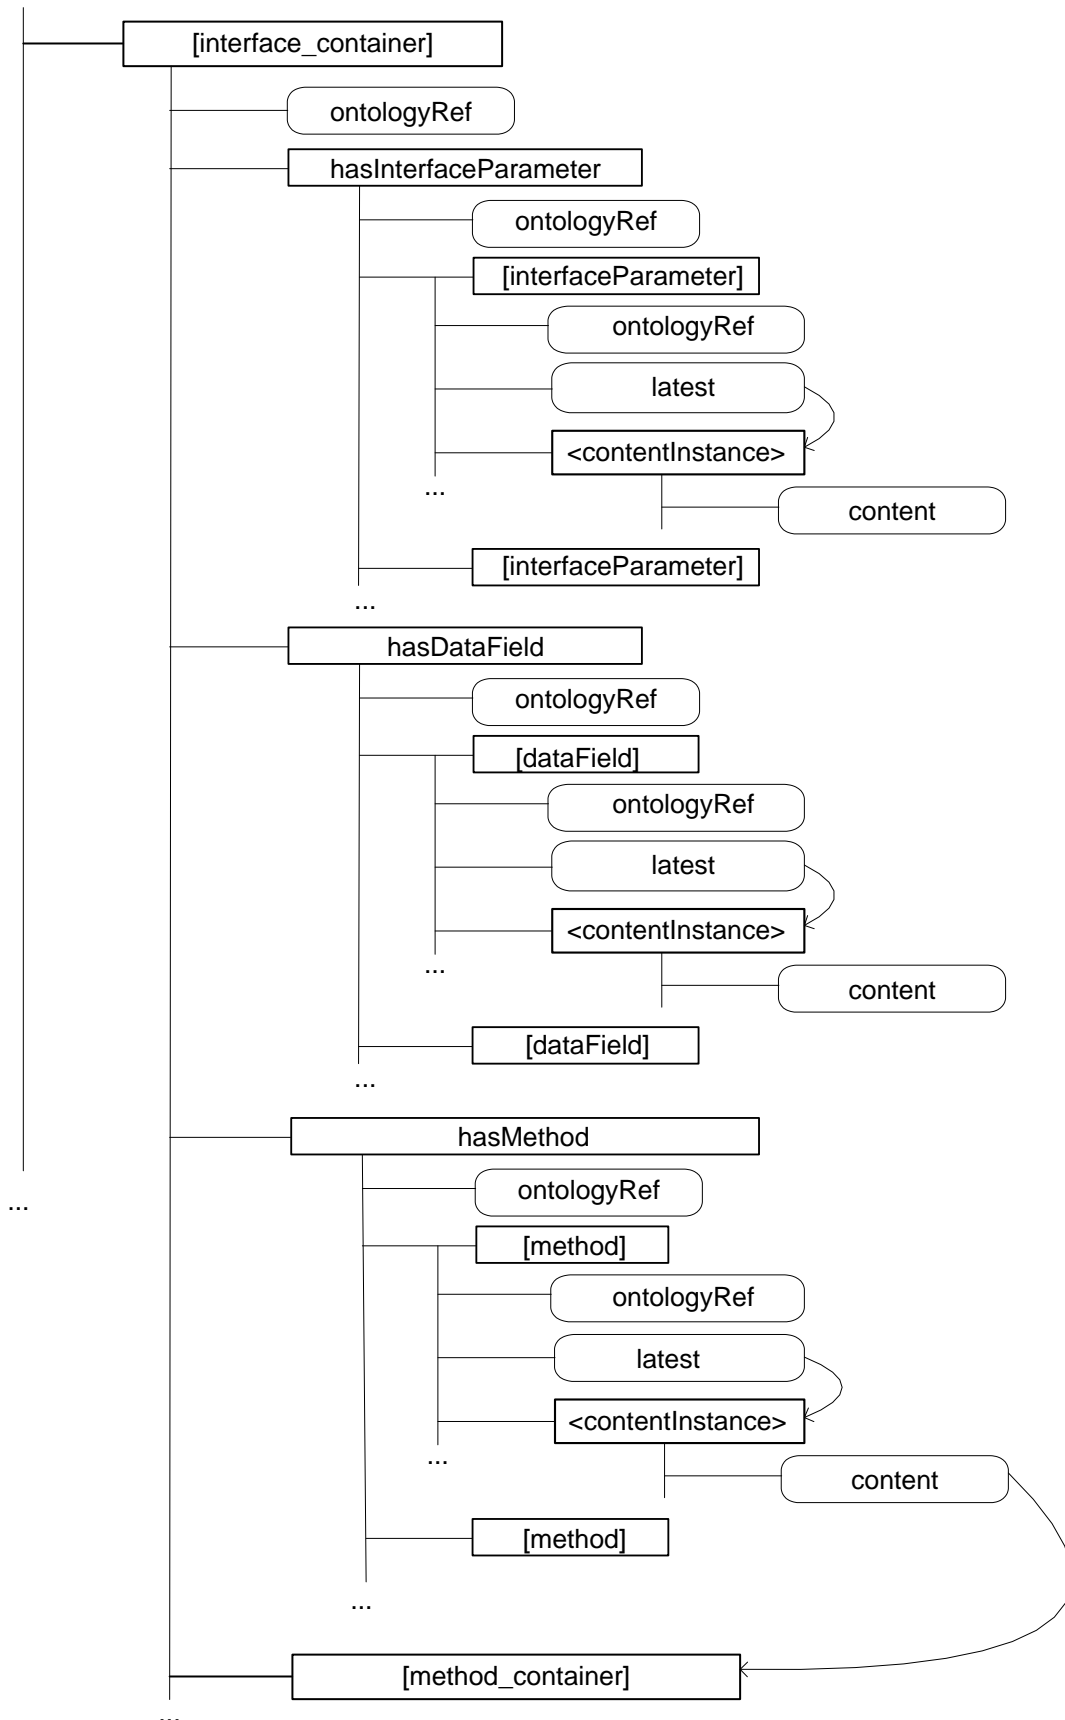 [interface_container]
ontologyRef
hasInterfaceParameter
ontologyRef
[interfaceParameter]
ontologyRef
latest
<contentInstance>
...
content
[interfaceParameter]
...
hasDataField
ontologyRef
[dataField]
ontologyRef
latest
<contentInstance>
...
content
[dataField]
...
hasMethod
ontologyRef
...
[method]
ontologyRef
latest
<contentInstance>
...
content
[method]
...
[method_container]
...